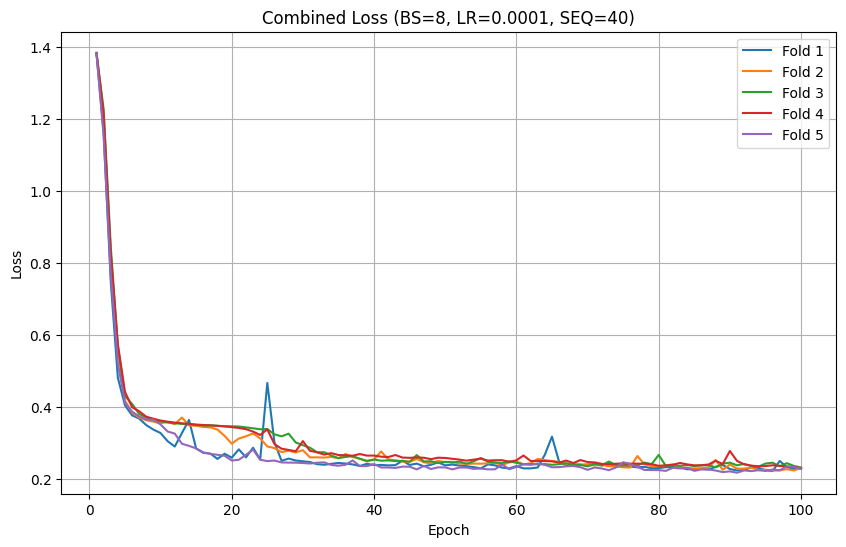 Combined Loss (BS=8, LR=0.0001, SEQ=40)
Loss
1.4
1.2
1.0
0.8
0.6
0.4
0.2
Fold 1
Fold 2
Fold 3
Fold 4
Fold 5
0 20 40 60 80 100
Epoch